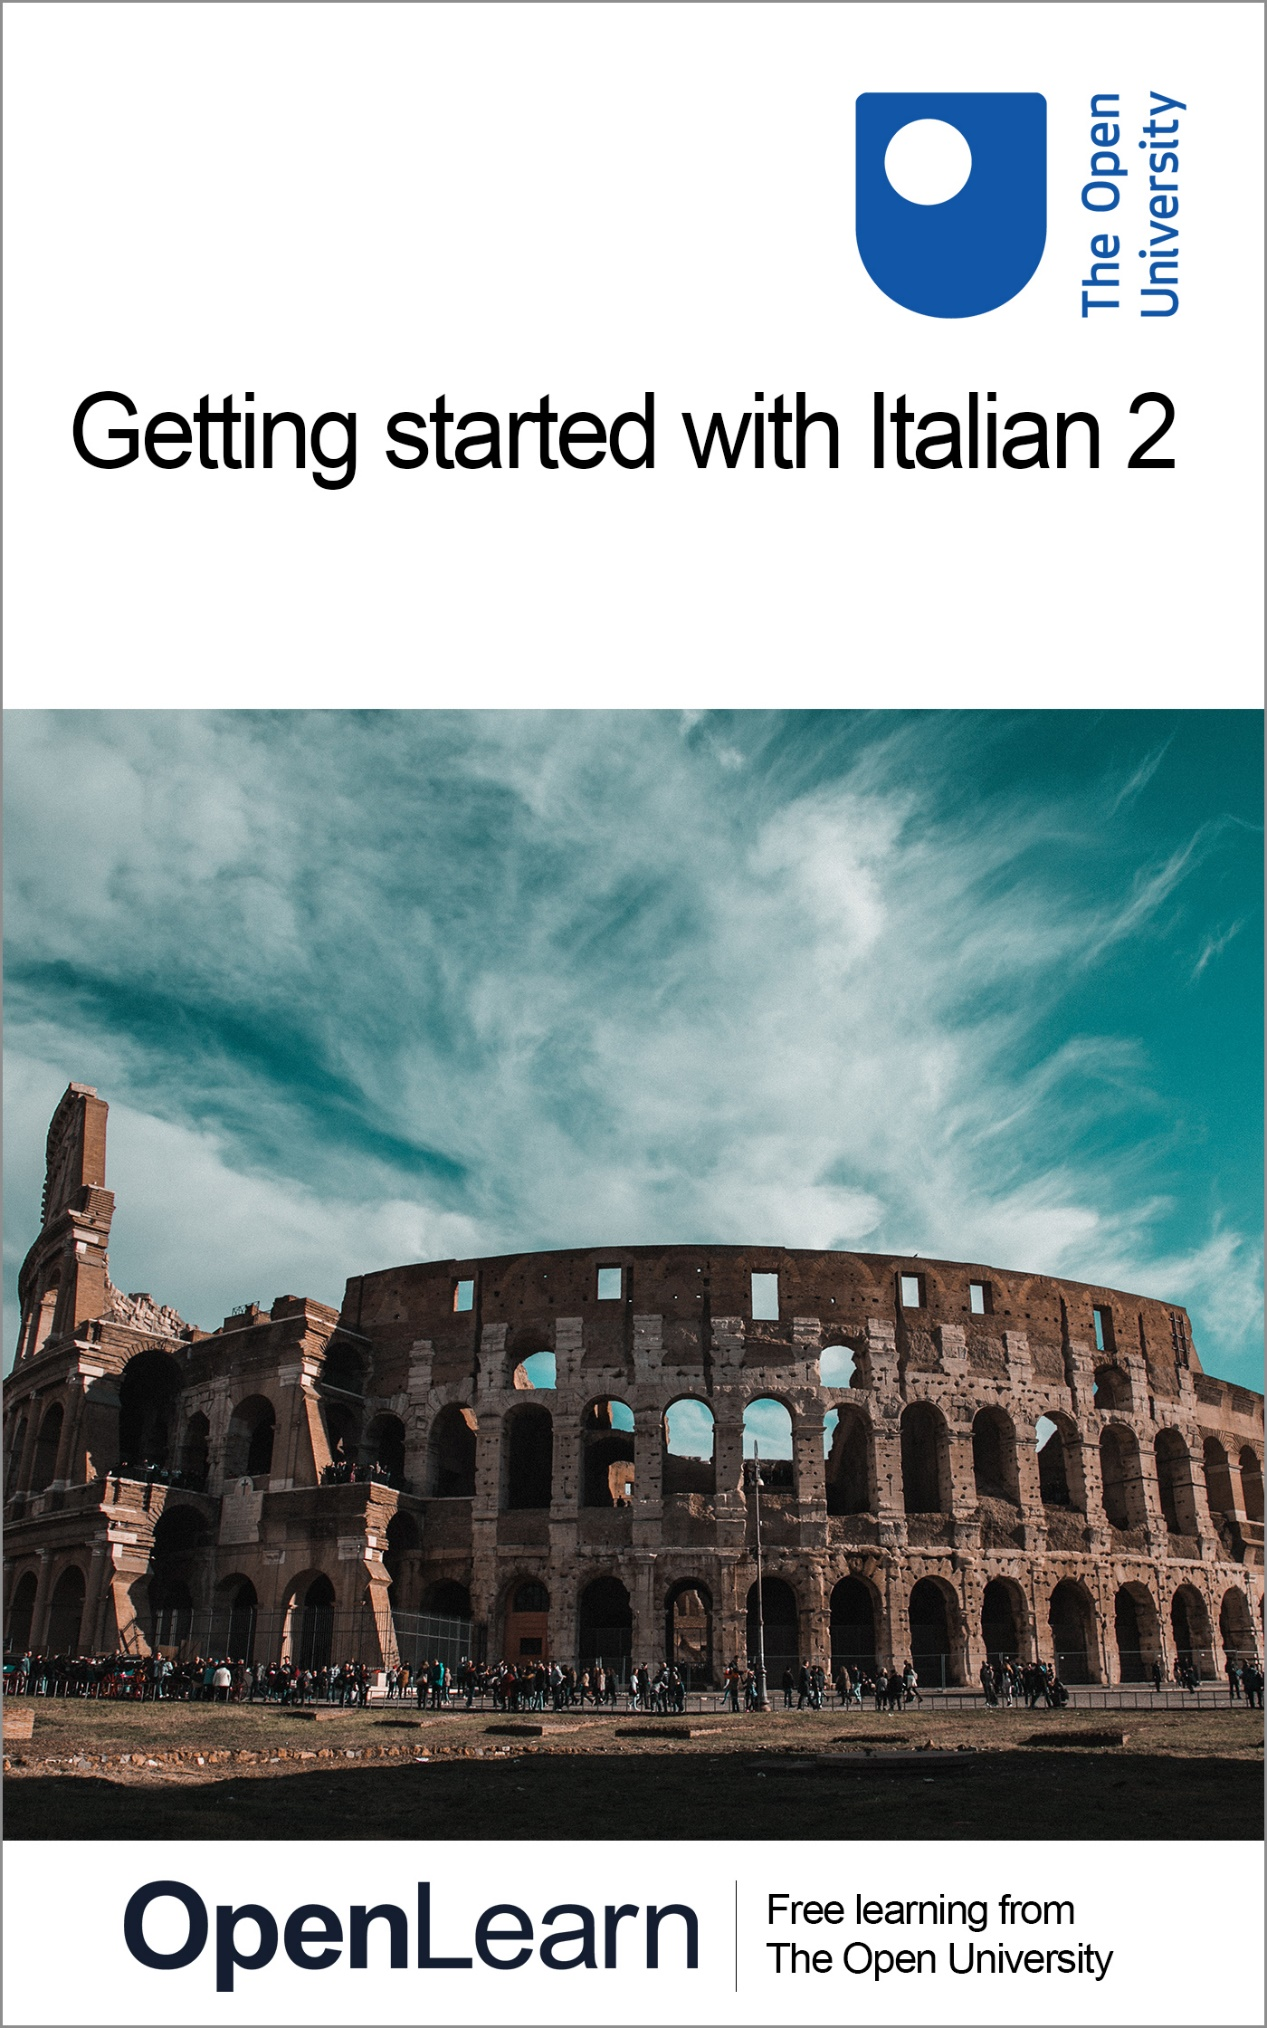 The Open
University
Getting started with Italian 2
OpenLearn
Free learning from
The Open University